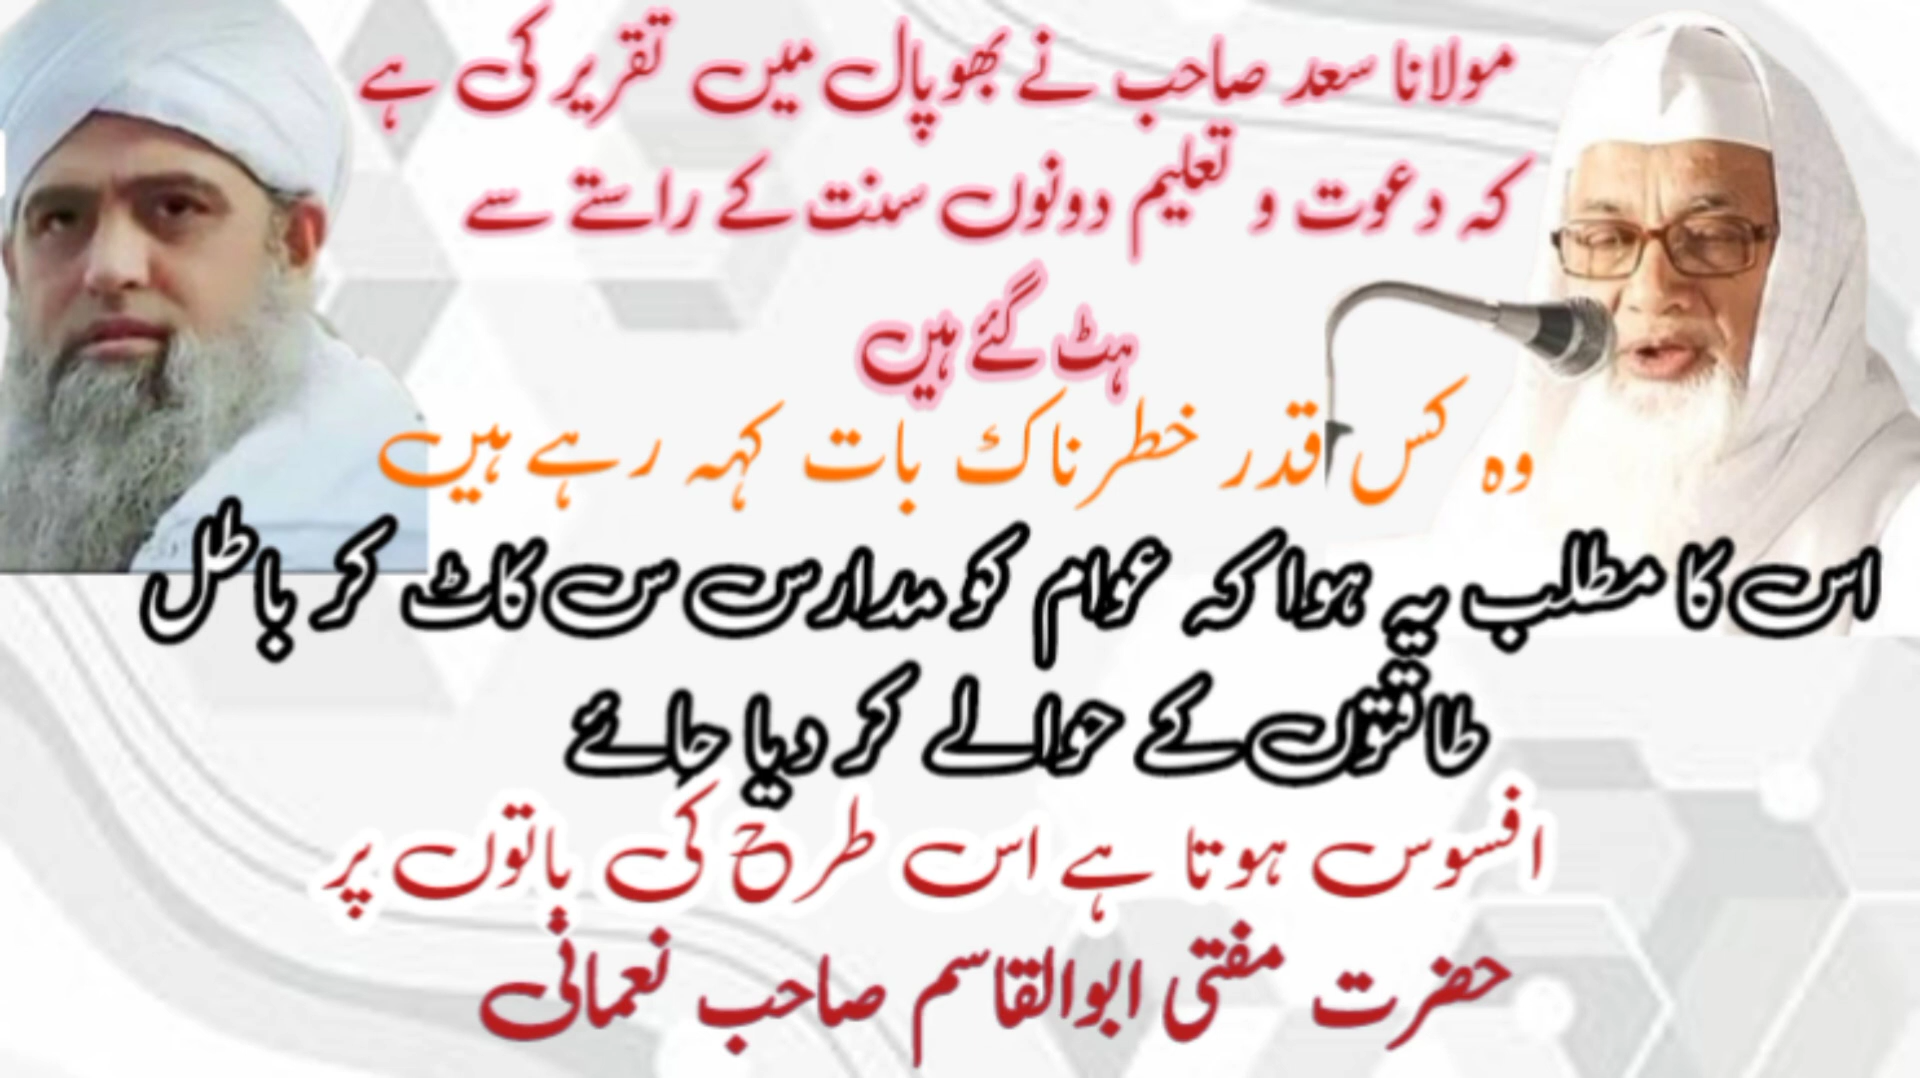 مولانا سعد صاحب نے بھوپال میں تقریر کی ہے
کہ دعوت و تعلیم دونوں سنت کے راستے سے
ہٹ گئے ہیں
وہ کس قدر خطرناک بات کہہ رہے ہیں
اس کا مطلب یہ ہوا کہ عوام کو مدارس س کاٹ کر باطل
طاقتوں کے حوالے کر دیا جائے
افسوس ہوتا ہے اس طرح کی باتوں پر
حضرت مفتی ابوالقاسم صاحب نعمانی